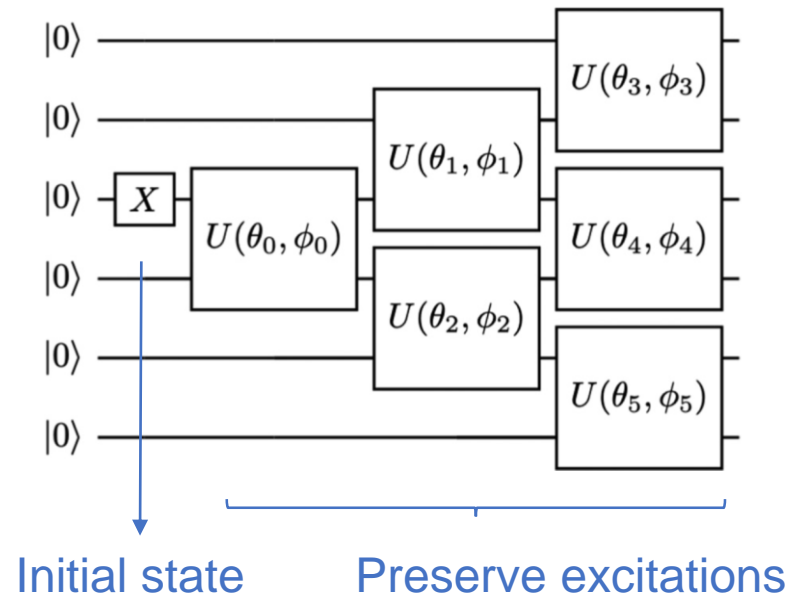 |0⟩
U(θ₃, ϕ₃)
|0⟩
U(θ₁, ϕ₁)
|0⟩ X
U(θ₀, ϕ₀) U(θ₄, ϕ₄)
|0⟩
U(θ₂, ϕ₂)
|0⟩
U(θ₅, ϕ₅)
|0⟩
Initial state Preserve excitations